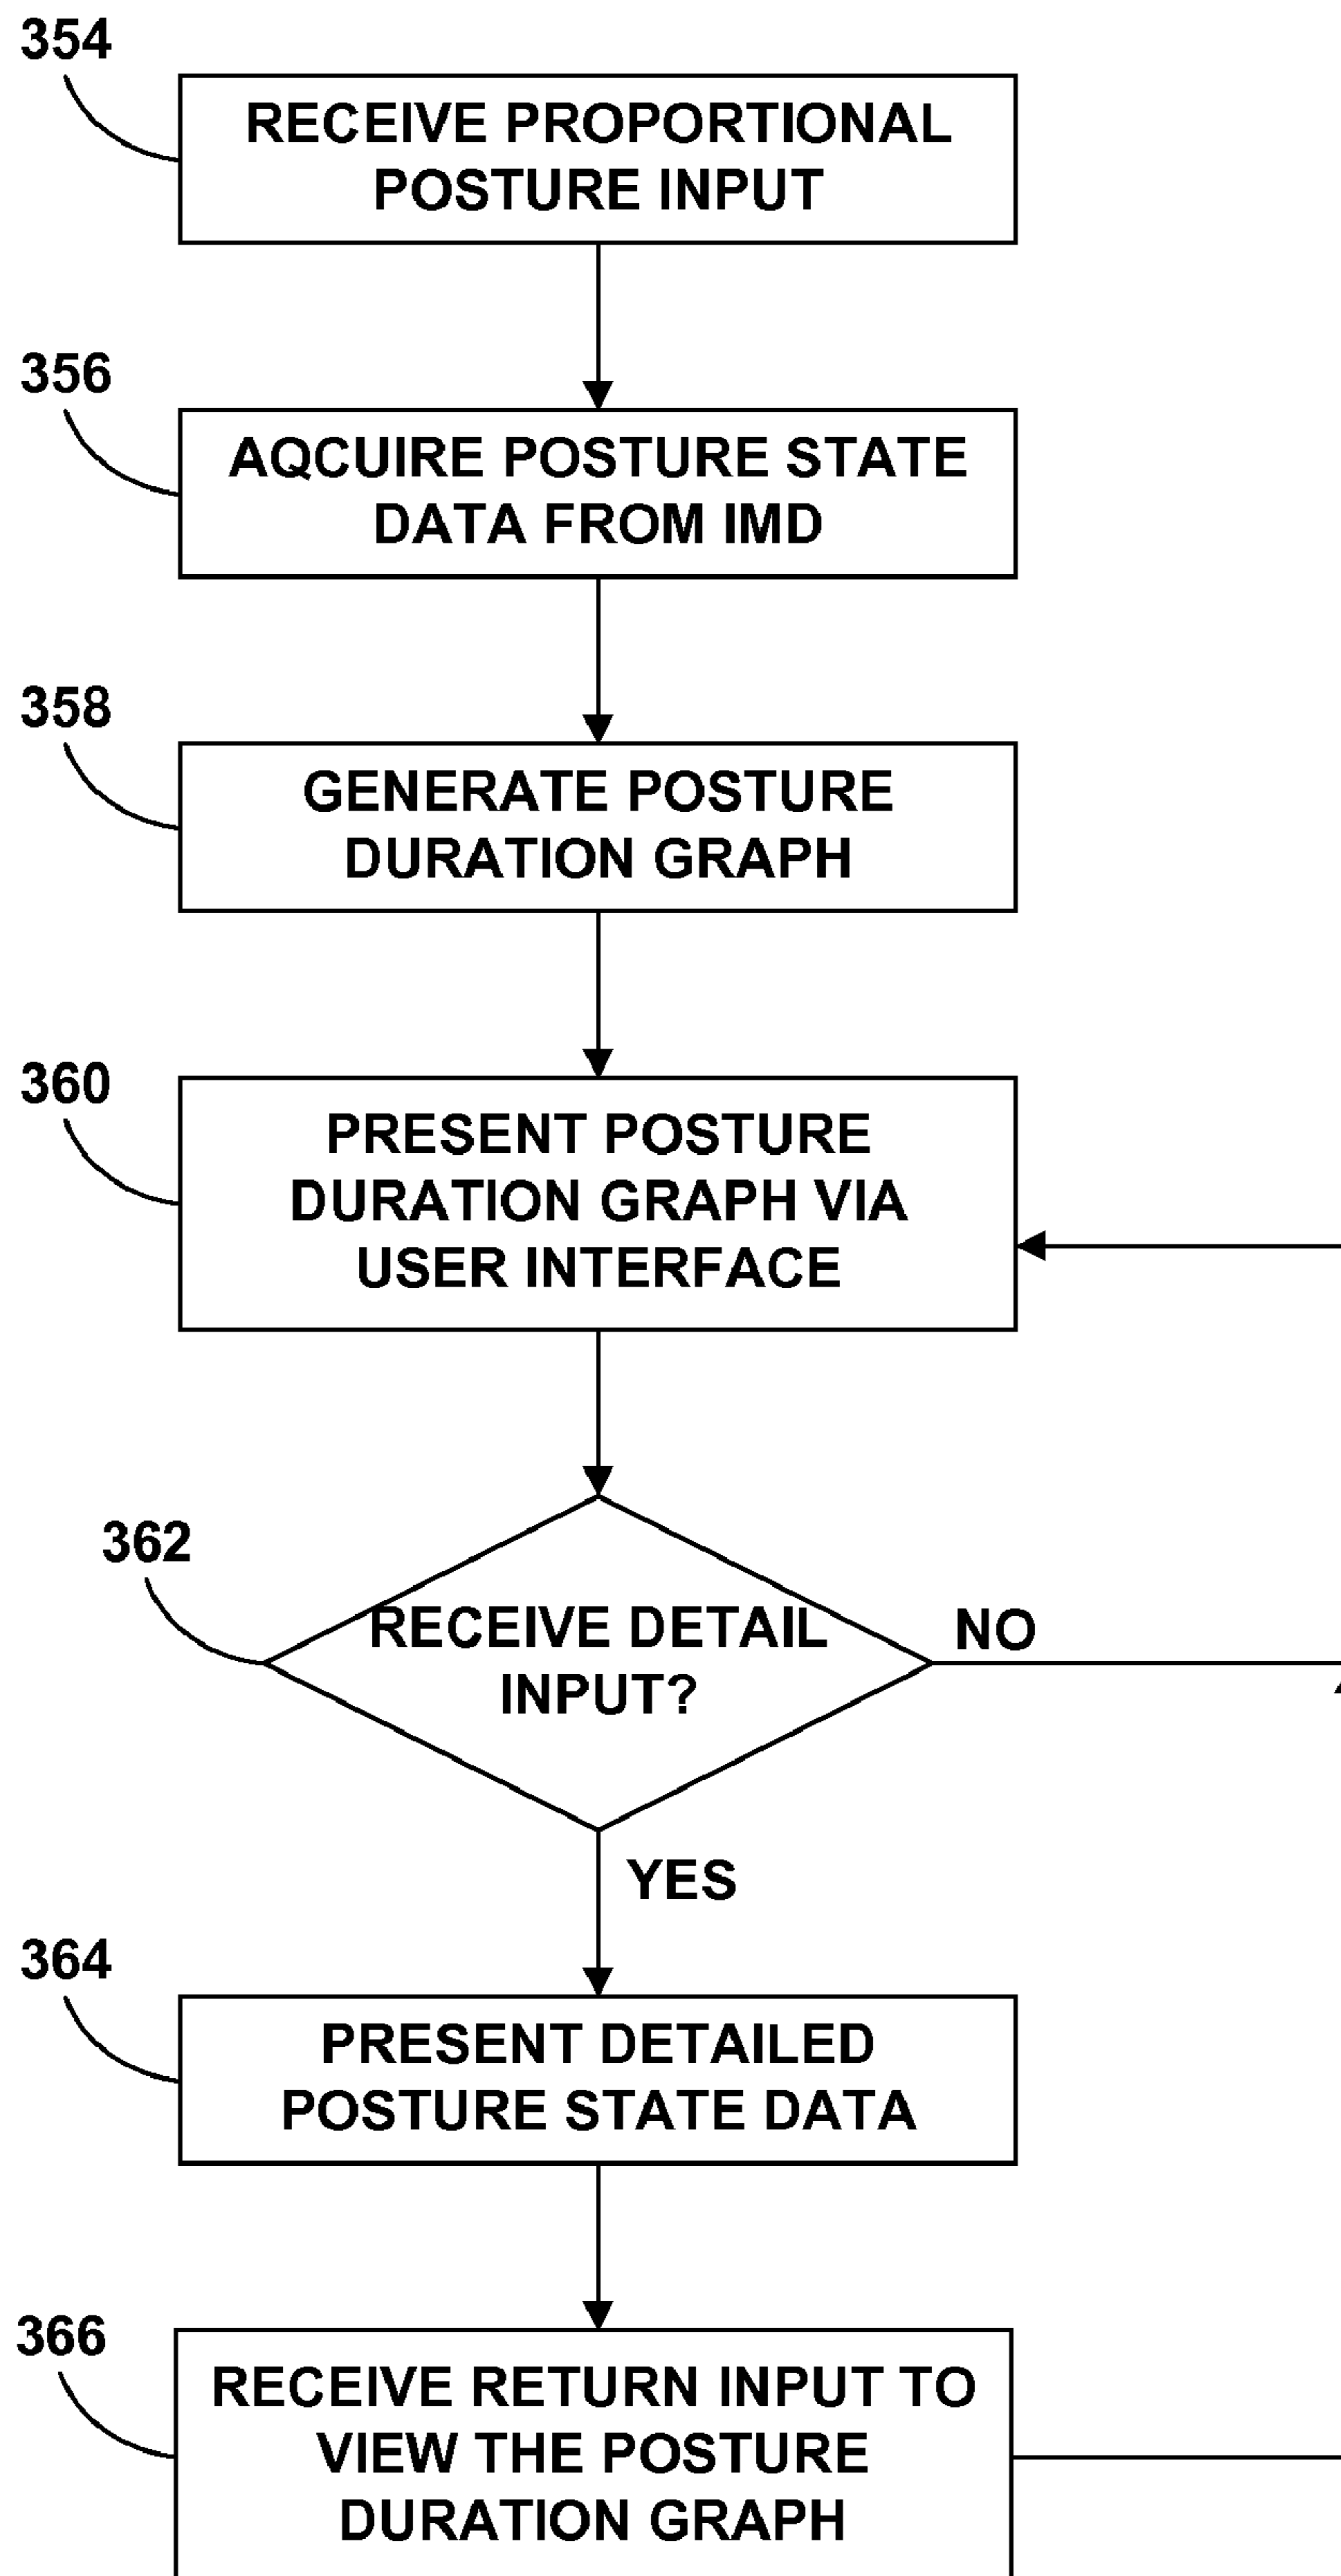 354
RECEIVE PROPORTIONAL
POSTURE INPUT
356
AQCUIRE POSTURE STATE
DATA FROM IMD
358
GENERATE POSTURE
DURATION GRAPH
360
PRESENT POSTURE
DURATION GRAPH VIA
USER INTERFACE
362
RECEIVE DETAIL
INPUT?
NO
YES
364
PRESENT DETAILED
POSTURE STATE DATA
366
RECEIVE RETURN INPUT TO
VIEW THE POSTURE
DURATION GRAPH